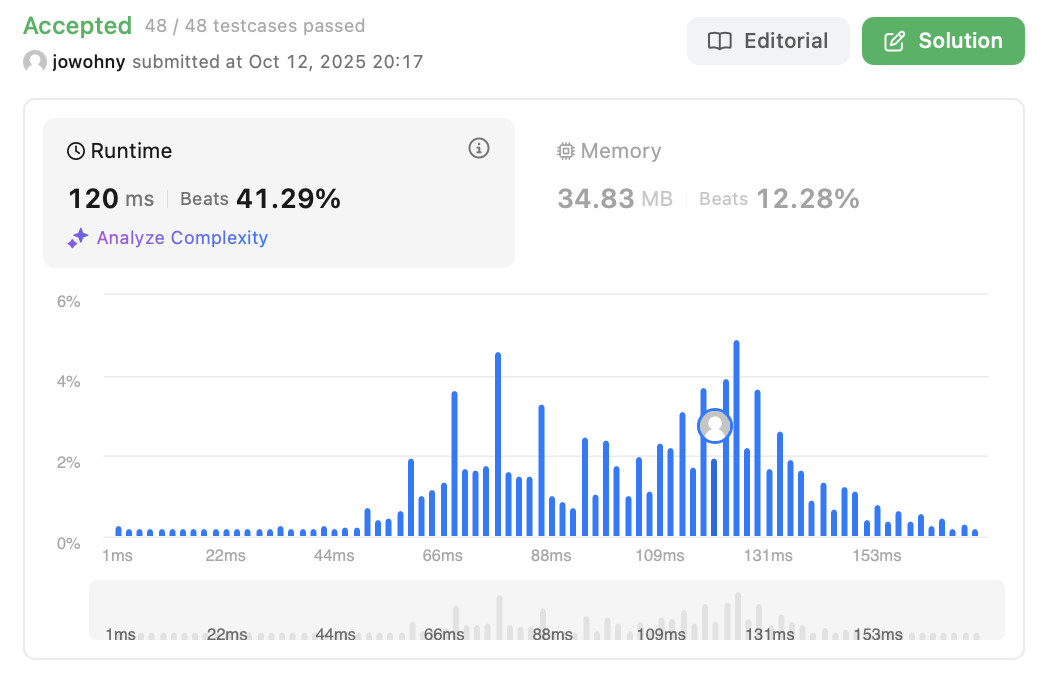 Accepted 48 / 48 testcases passed
jowohny submitted at Oct 12, 2025 20:17
Editorial
Solution
Runtime
120 ms Beats 41.29%
Analyze Complexity
Memory
34.83 MB Beats 12.28%
6%
4%
2%
0%
1ms 22ms 44ms 66ms 88ms 109ms 131ms 153ms
1ms 22ms 44ms 66ms 88ms 109ms 131ms 153ms